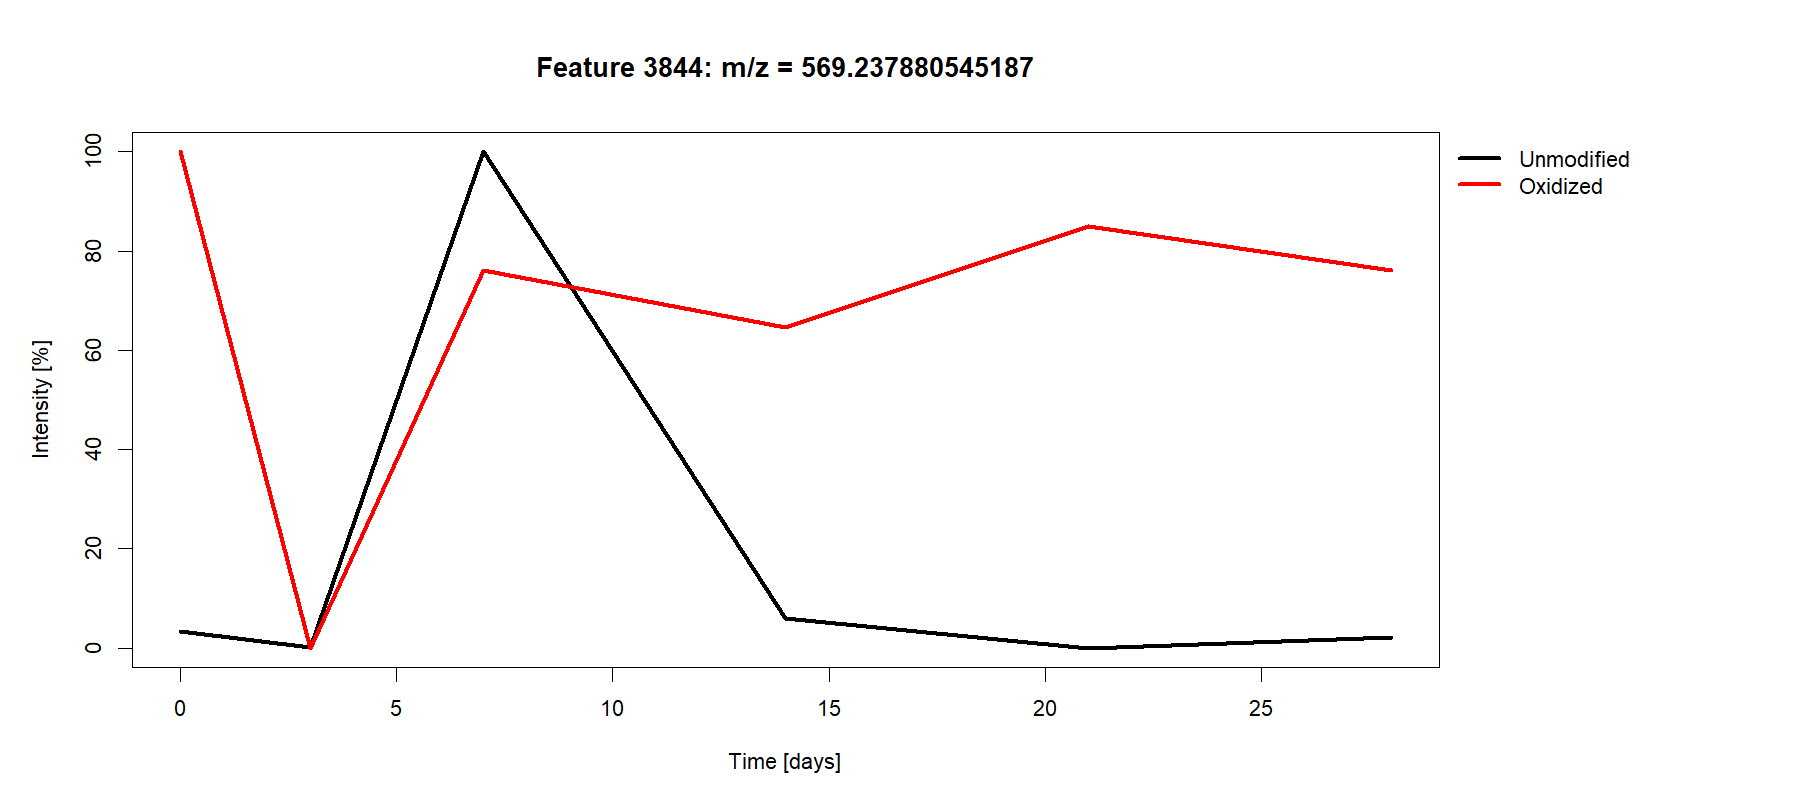 Feature 3844: m/z = 569.237880545187
Unmodified
Oxidized
Intensity [%]
100
80
60
40
20
0
0 5 10 15 20 25
Time [days]